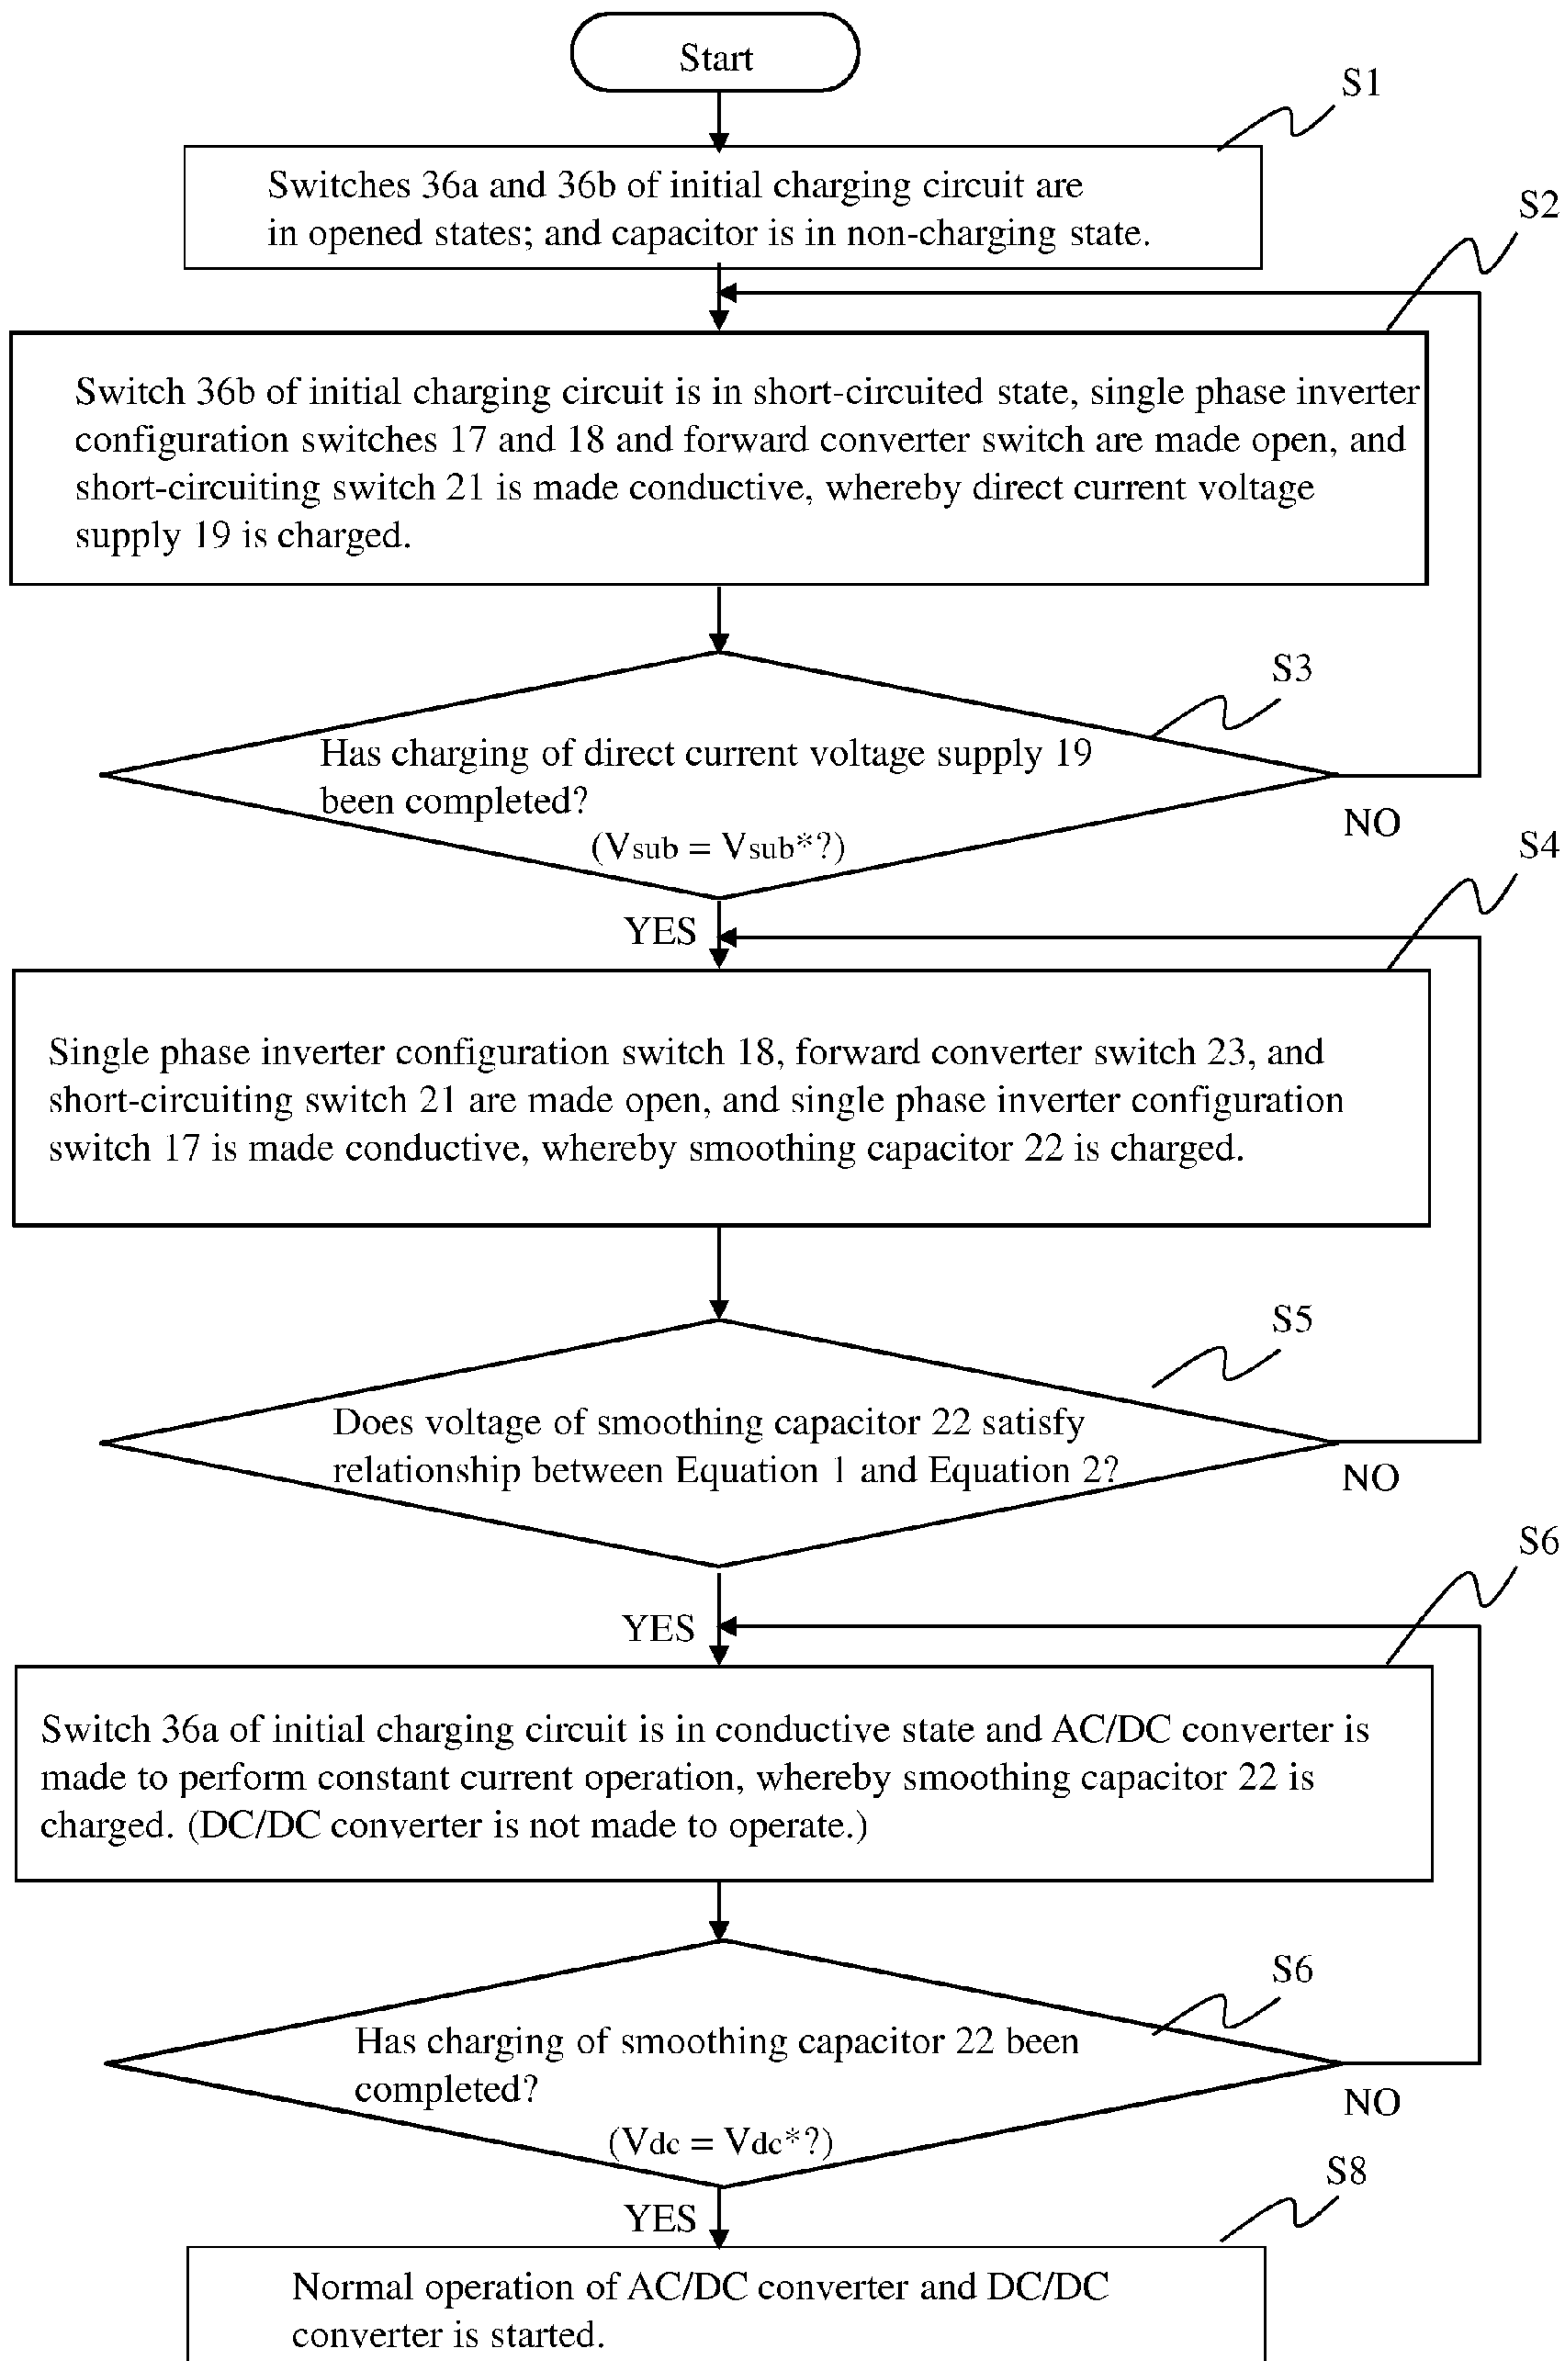 Start
S1
Switches 36a and 36b of initial charging circuit are
in opened states; and capacitor is in non-charging state.
S2
Switch 36b of initial charging circuit is in short-circuited state, single phase inverter
configuration switches 17 and 18 and forward converter switch are made open, and
short-circuiting switch 21 is made conductive, whereby direct current voltage
supply 19 is charged.
S3
Has charging of direct current voltage supply 19
been completed?
(Vsub = Vsub*?)
NO
YES
S4
Single phase inverter configuration switch 18, forward converter switch 23, and
short-circuiting switch 21 are made open, and single phase inverter configuration
switch 17 is made conductive, whereby smoothing capacitor 22 is charged.
S5
Does voltage of smoothing capacitor 22 satisfy
relationship between Equation 1 and Equation 2?
NO
YES
S6
Switch 36a of initial charging circuit is in conductive state and AC/DC converter is
made to perform constant current operation, whereby smoothing capacitor 22 is
charged. (DC/DC converter is not made to operate.)
S6
Has charging of smoothing capacitor 22 been
completed?
(Vdc = Vdc*?)
NO
YES
S8
Normal operation of AC/DC converter and DC/DC
converter is started.